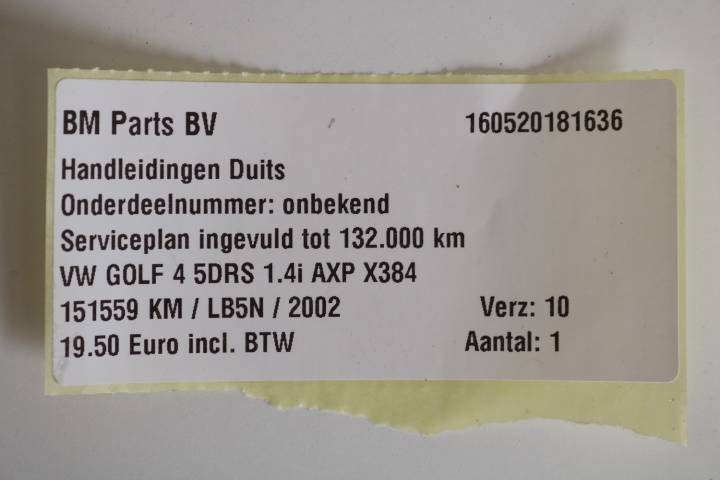 BM Parts BV 160520181636
Handleidingen Duits
Onderdeelnummer: onbekend
Serviceplan ingevuld tot 132.000 km
VW GOLF 4 5DRS 1.4i AXP X384
151559 KM / LB5N / 2002 Verz: 10
19.50 Euro incl. BTW Aantal: 1